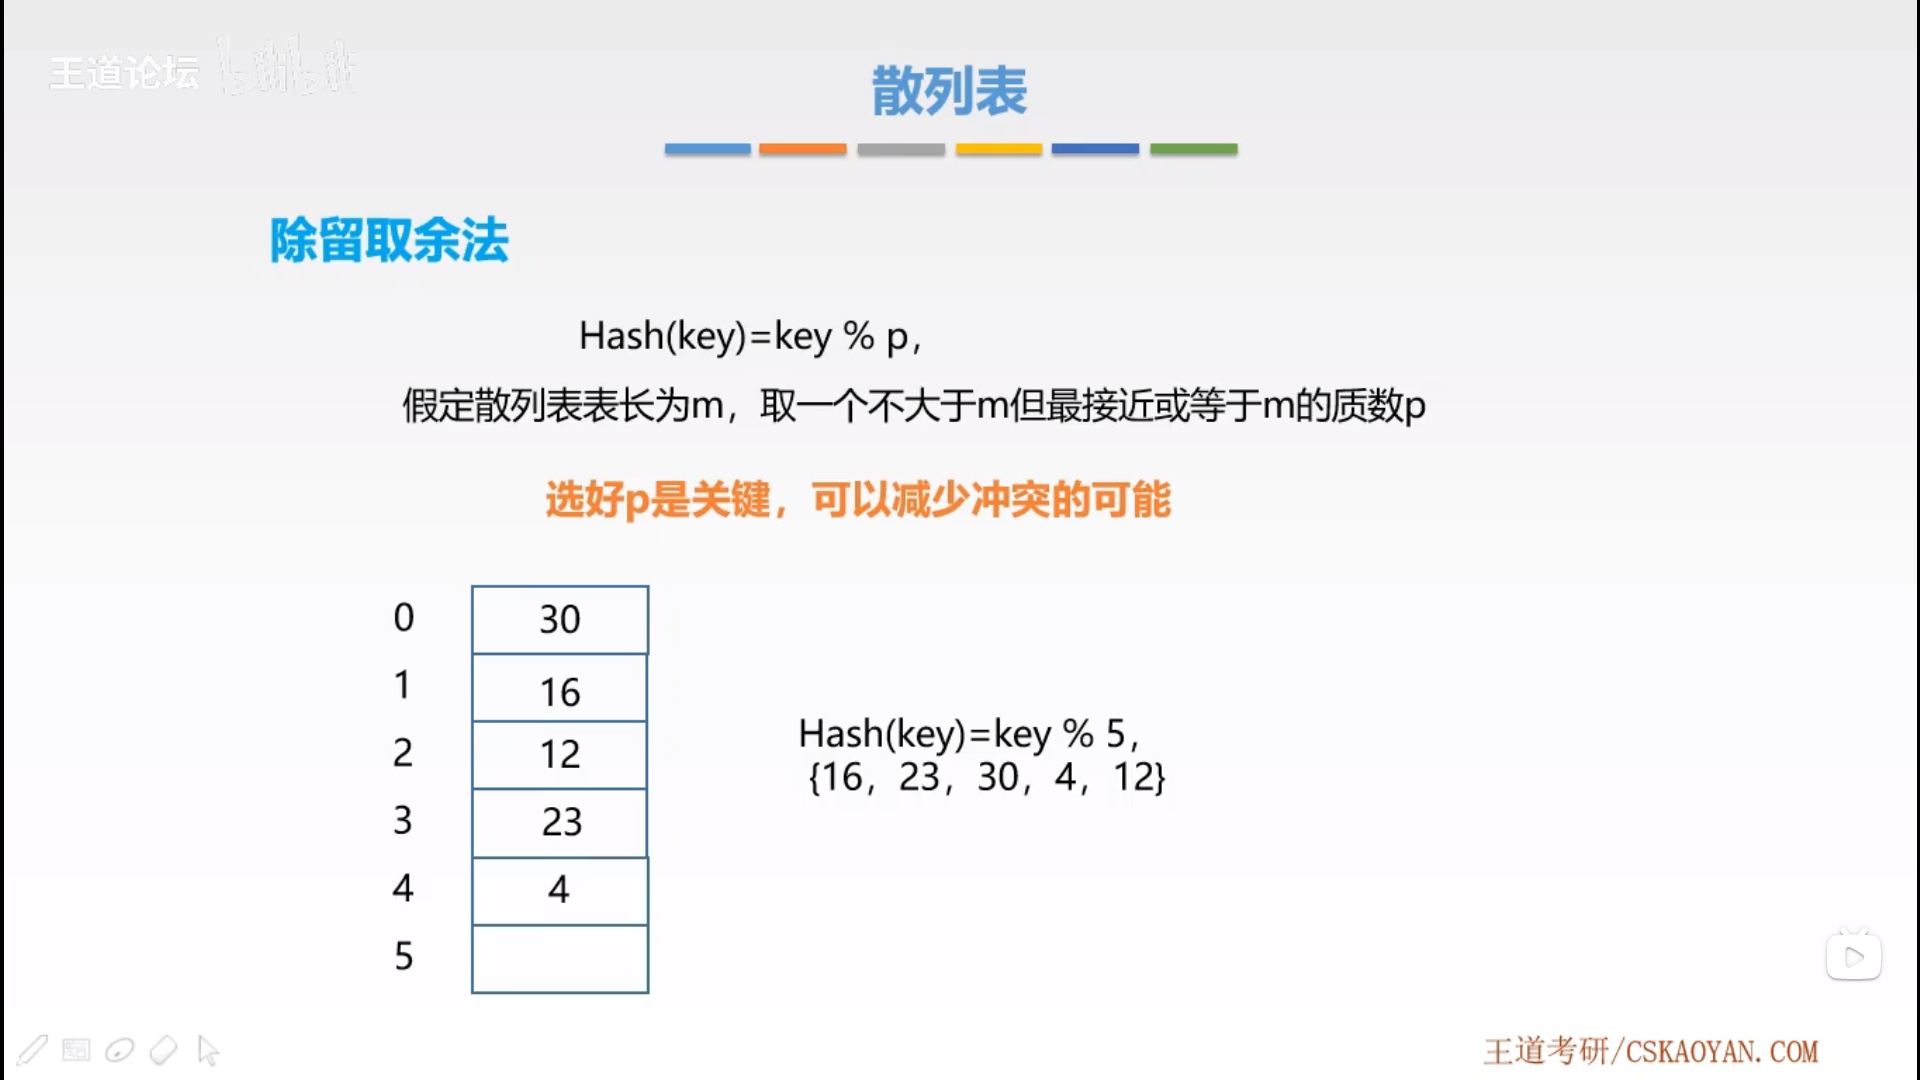 王道论坛 bilibili
散列表
除留取余法
Hash(key)=key % p，
假定散列表表长为m，取一个不大于m但最接近或等于m的质数p
选好p是关键，可以减少冲突的可能
0 30
1 16
2 12
3 23
4 4
5
Hash(key)=key % 5，
{16，23，30，4，12}
王道考研/CSKAOYAN.COM